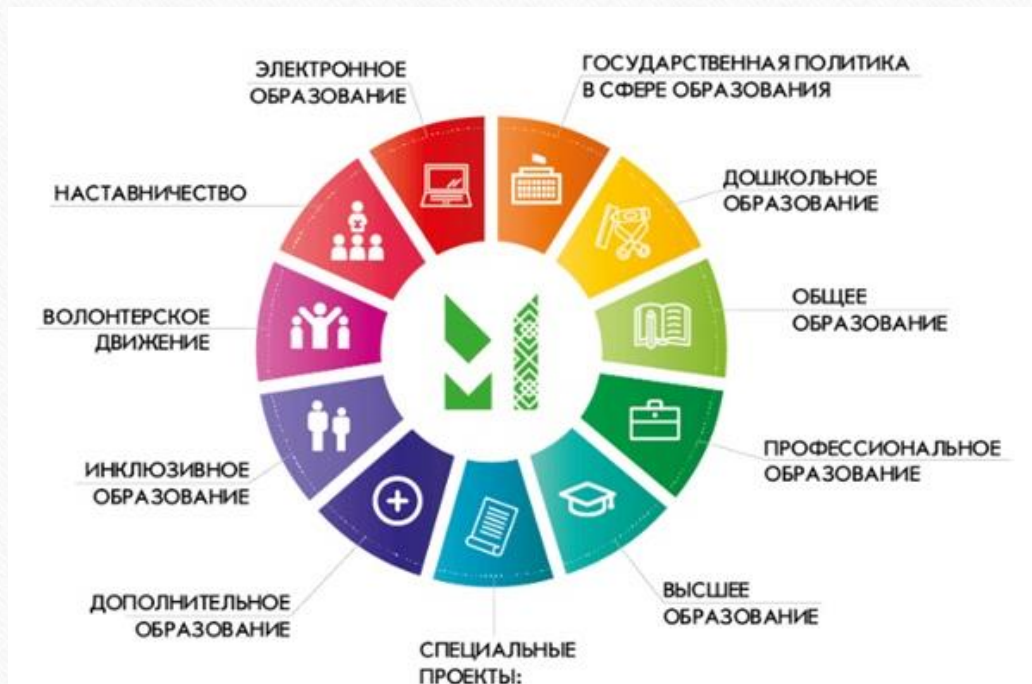 ЭЛЕКТРОННОЕ
ОБРАЗОВАНИЕ
ГОСУДАРСТВЕННАЯ ПОЛИТИКА
В СФЕРЕ ОБРАЗОВАНИЯ
ДОШКОЛЬНОЕ
ОБРАЗОВАНИЕ
ОБЩЕЕ
ОБРАЗОВАНИЕ
ПРОФЕССИОНАЛЬНОЕ
ОБРАЗОВАНИЕ
ВЫСШЕЕ
ОБРАЗОВАНИЕ
СПЕЦИАЛЬНЫЕ
ПРОЕКТЫ:
ДОПОЛНИТЕЛЬНОЕ
ОБРАЗОВАНИЕ
ИНКЛЮЗИВНОЕ
ОБРАЗОВАНИЕ
ВОЛОНТЕРСКОЕ
ДВИЖЕНИЕ
НАСТАВНИЧЕСТВО